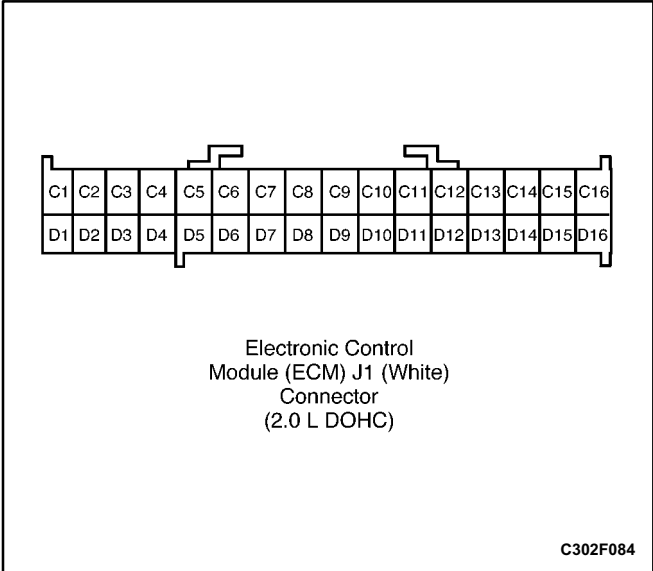 C1 C2 C3 C4 C5 C6 C7 C8 C9 C10 C11 C12 C13 C14 C15 C16
D1 D2 D3 D4 D5 D6 D7 D8 D9 D10 D11 D12 D13 D14 D15 D16
Electronic Control
Module (ECM) J1 (White)
Connector
(2.0 L DOHC)
C302F084